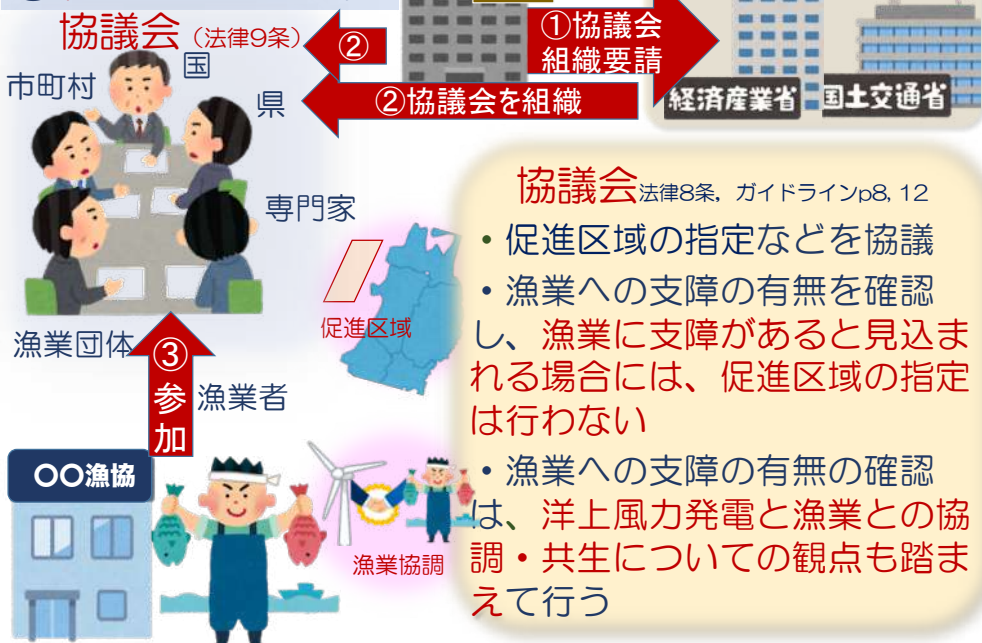 協議会（法律9条）
②
①協議会
組織要請
②協議会を組織
経済産業省
国土交通省
市町村
国
県
専門家
漁業団体
漁業者
③
参
加
〇〇漁協
促進区域
漁業協調
協議会法律8条，ガイドラインp8, 12
・促進区域の指定などを協議
・漁業への支障の有無を確認
し、漁業に支障があると見込ま
れる場合には、促進区域の指定
は行わない
・漁業への支障の有無の確認
は、洋上風力発電と漁業との協
調・共生についての観点も踏ま
えて行う